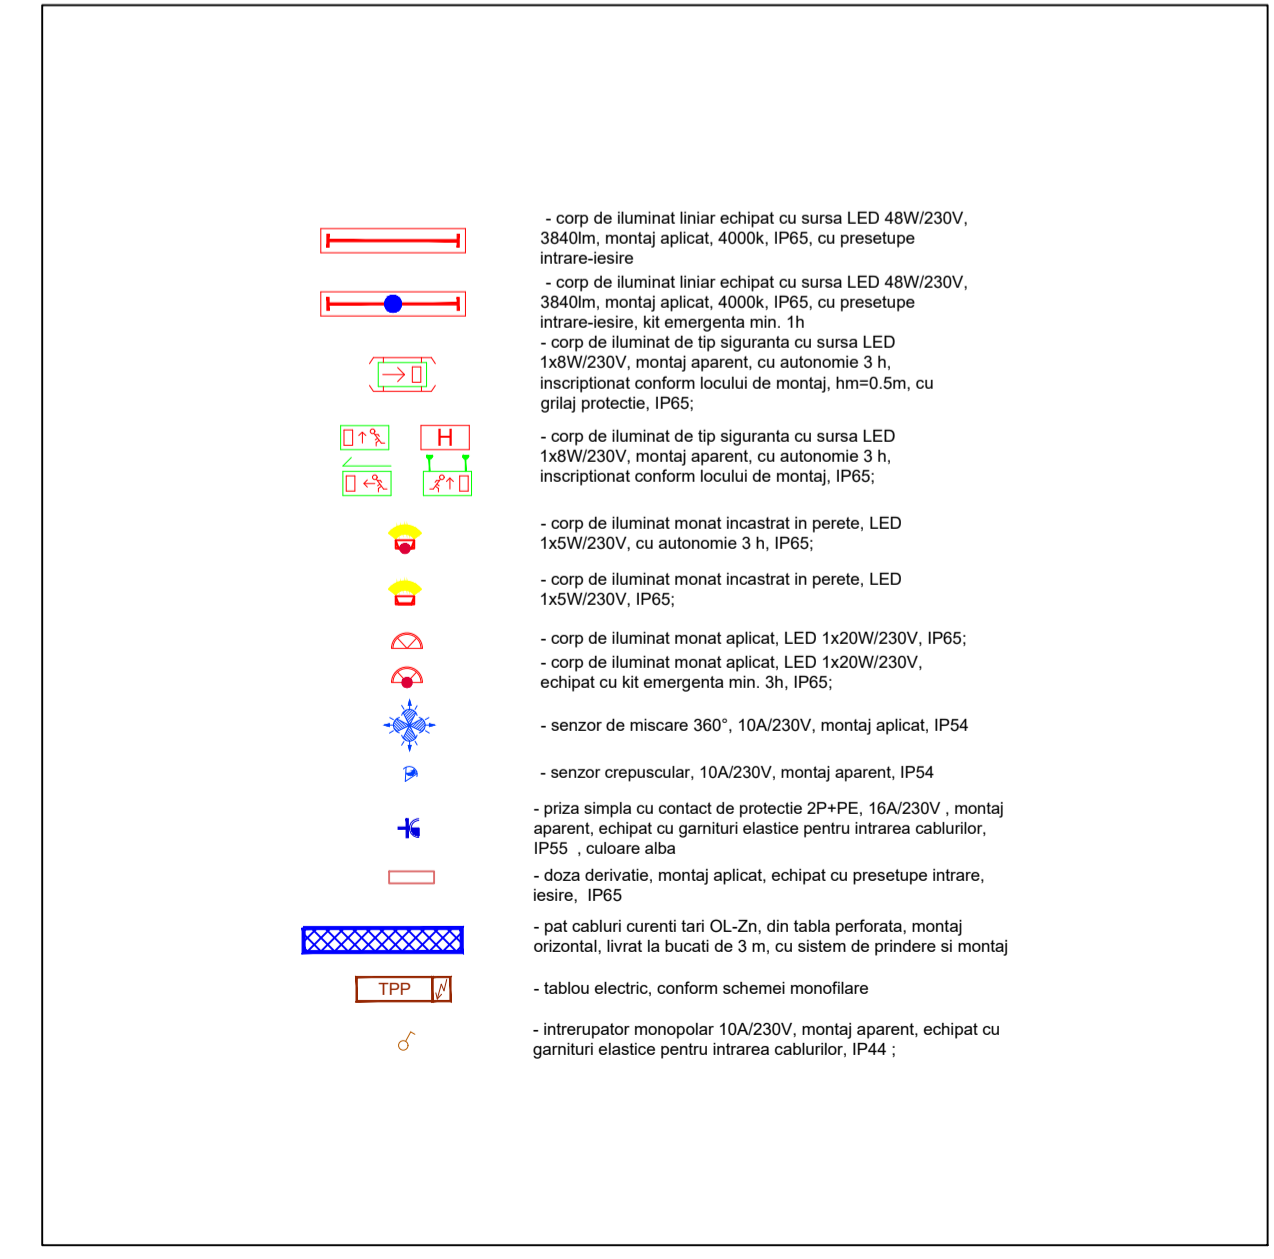 - corp de iluminat liniar echipat cu sursa LED 48W/230V,
3840lm, montaj aplicat, 4000k, IP65, cu presetupe
intrare-iesire
- corp de iluminat liniar echipat cu sursa LED 48W/230V,
3840lm, montaj aplicat, 4000k, IP65, cu presetupe
intrare-iesire, kit emergenta min. 1h
- corp de iluminat de tip siguranta cu sursa LED
1x8W/230V, montaj aparent, cu autonomie 3 h,
inscriptionat conform locului de montaj, hm=0.5m, cu
grilaj protectie, IP65;
H
- corp de iluminat de tip siguranta cu sursa LED
1x8W/230V, montaj aparent, cu autonomie 3 h,
inscriptionat conform locului de montaj, IP65;
- corp de iluminat monat incastrat in perete, LED
1x5W/230V, cu autonomie 3 h, IP65;
- corp de iluminat monat incastrat in perete, LED
1x5W/230V, IP65;
- corp de iluminat monat aplicat, LED 1x20W/230V, IP65;
- corp de iluminat monat aplicat, LED 1x20W/230V,
echipat cu kit emergenta min. 3h, IP65;
- senzor de miscare 360°, 10A/230V, montaj aplicat, IP54
- senzor crepuscular, 10A/230V, montaj aparent, IP54
- priza simpla cu contact de protectie 2P+PE, 16A/230V , montaj
aparent, echipat cu garnituri elastice pentru intrarea cablurilor,
IP55  , culoare alba
- doza derivatie, montaj aplicat, echipat cu presetupe intrare,
iesire,  IP65
- pat cabluri curenti tari OL-Zn, din tabla perforata, montaj
orizontal, livrat la bucati de 3 m, cu sistem de prindere si montaj
TPP
- tablou electric, conform schemei monofilare
- intrerupator monopolar 10A/230V, montaj aparent, echipat cu
garnituri elastice pentru intrarea cablurilor, IP44 ;